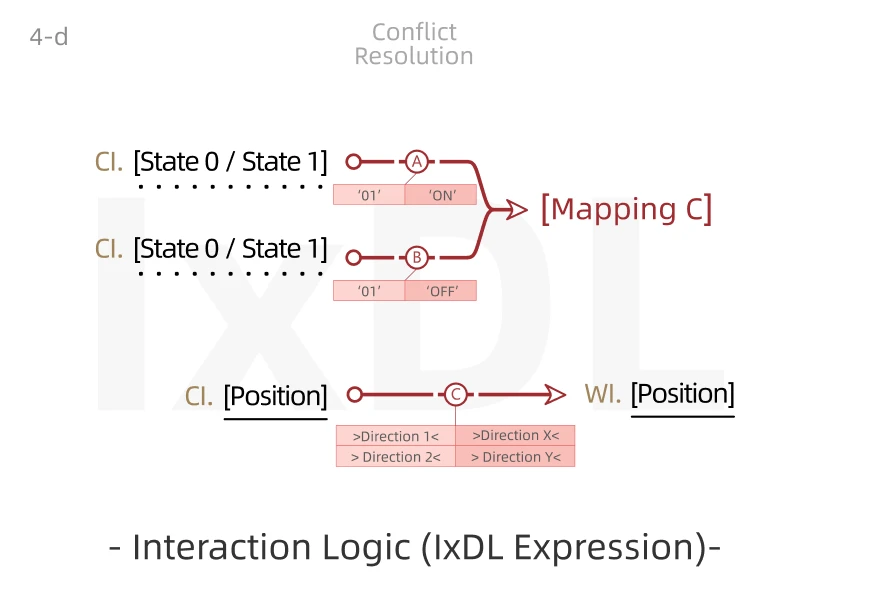 4-d
Conflict
Resolution
CI. [State 0 / State 1]
A
'01' 'ON'
[Mapping C]
CI. [State 0 / State 1]
B
'01' 'OFF'
IxDL
CI. [Position]
C
WI. [Position]
>Direction 1< >Direction X<
> Direction 2< > Direction Y<
- Interaction Logic (IxDL Expression)-